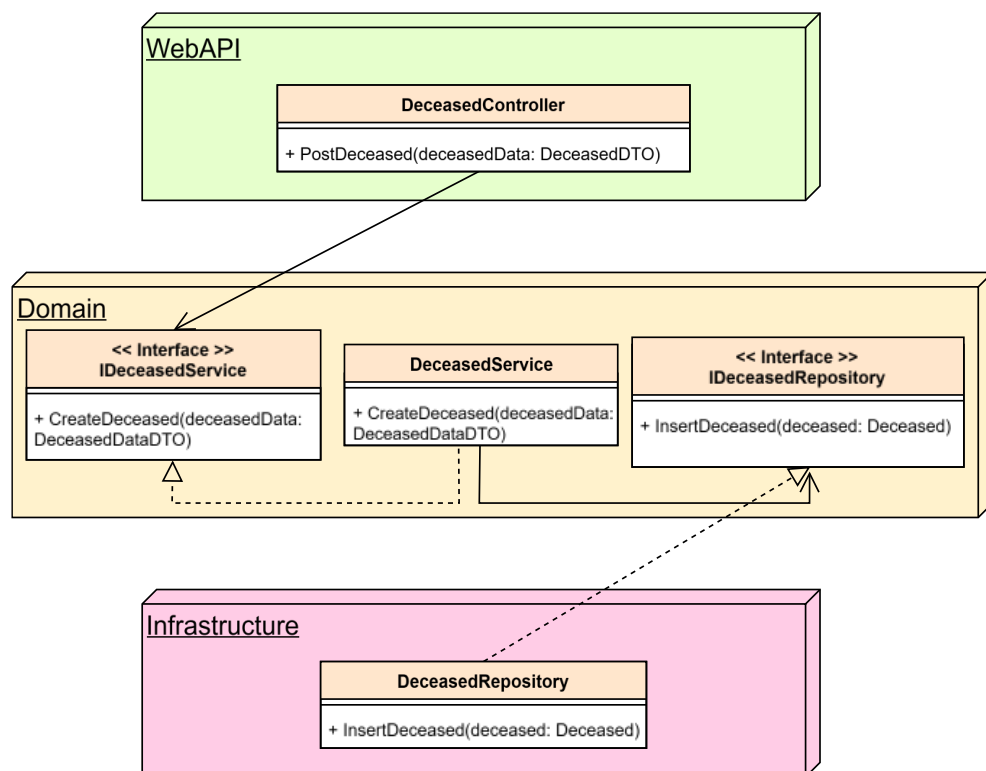 WebAPI
DeceasedController
+ PostDeceased(deceasedData: DeceasedDTO)
Domain
<< Interface >>
IDeceasedService
+ CreateDeceased(deceasedData:
DeceasedDataDTO)
DeceasedService
+ CreateDeceased(deceasedData:
DeceasedDataDTO)
<< Interface >>
IDeceasedRepository
+ InsertDeceased(deceased: Deceased)
Infrastructure
DeceasedRepository
+ InsertDeceased(deceased: Deceased)